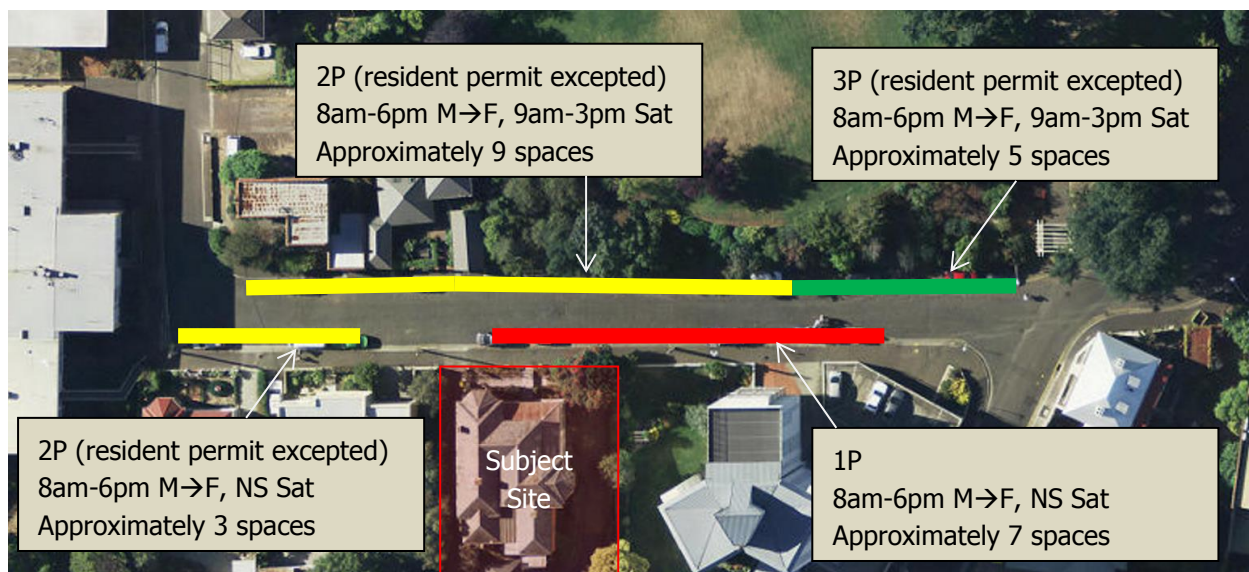 2P (resident permit excepted)
8am-6pm M→F, 9am-3pm Sat
Approximately 9 spaces
3P (resident permit excepted)
8am-6pm M→F, 9am-3pm Sat
Approximately 5 spaces
2P (resident permit excepted)
8am-6pm M→F, NS Sat
Approximately 3 spaces
Subject
Site
1P
8am-6pm M→F, NS Sat
Approximately 7 spaces